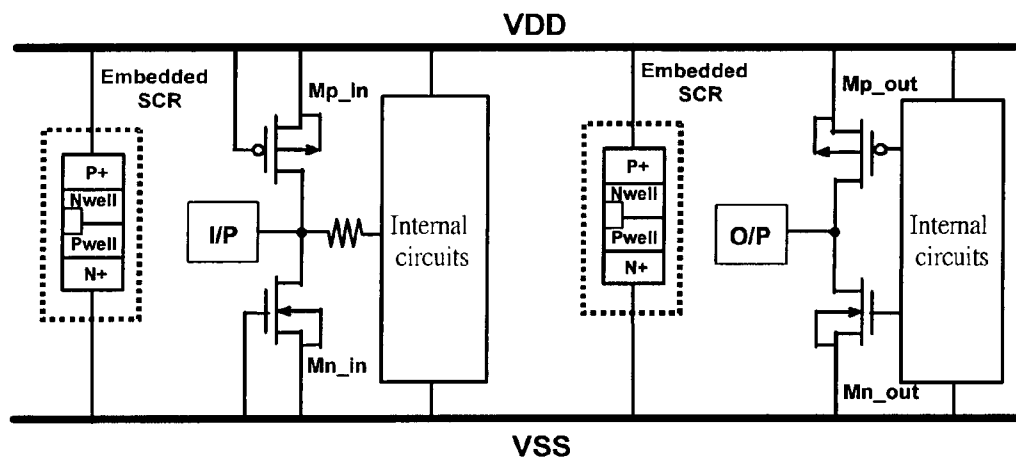 VDD
Embedded
SCR
P+
Nwell
Pwell
N+
Mp_in
I/P
Mn_in
Internal
circuits
Embedded
SCR
P+
Nwell
Pwell
N+
Mp_out
O/P
Mn_out
Internal
circuits
VSS